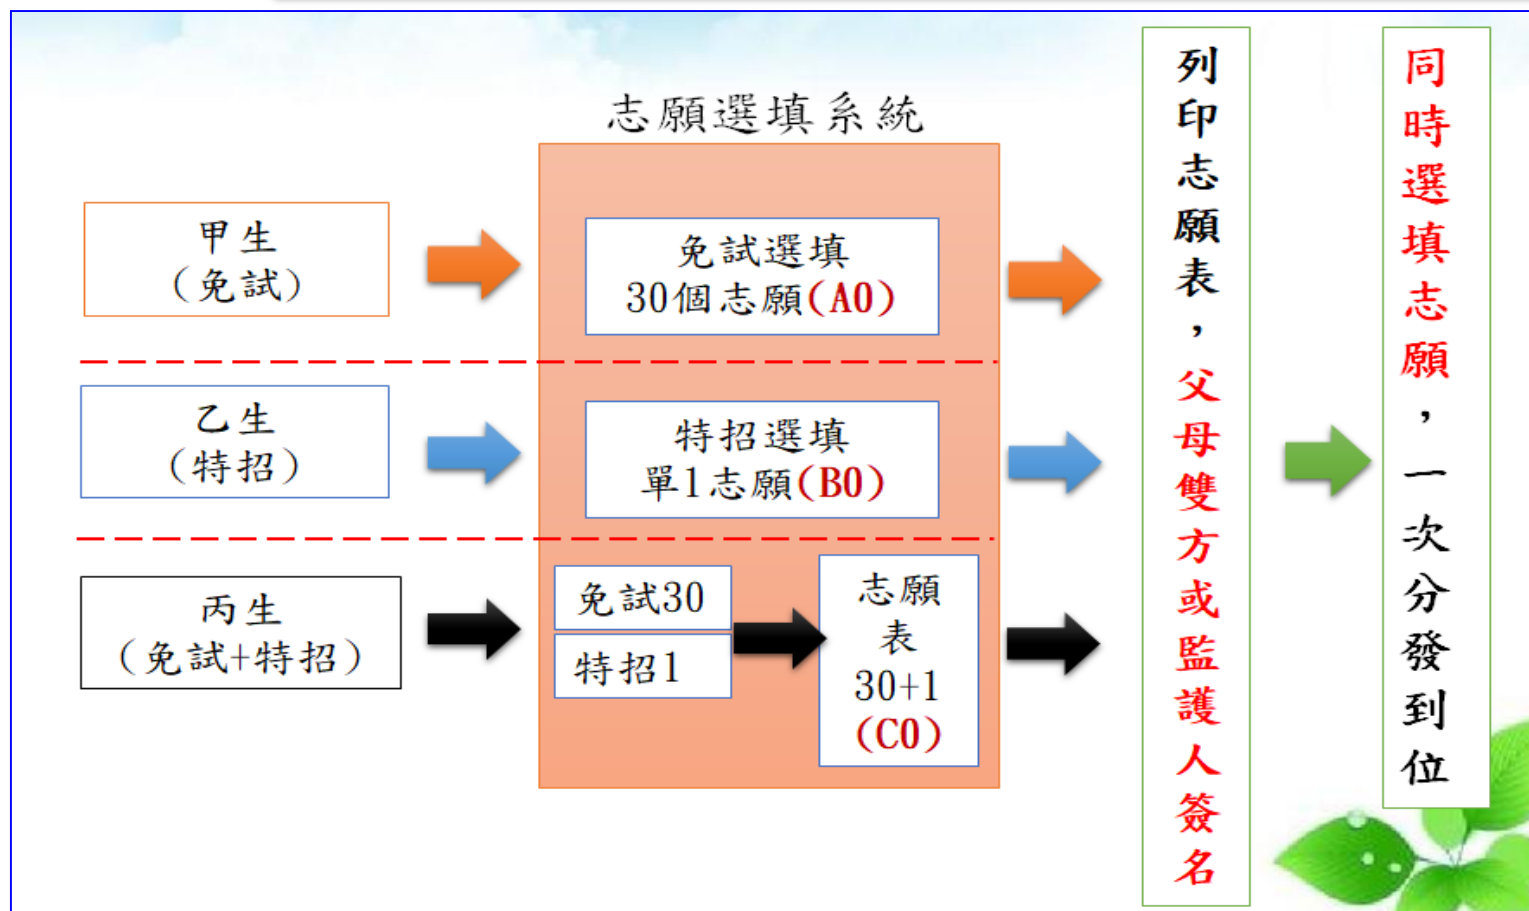 志願選填系統
甲生
（免試）
免試選填
30個志願(A0)
乙生
（特招）
特招選填
單1志願(B0)
丙生
（免試+特招）
免試30
特招1
志願
表
30+1
(C0)
列印志願表，父母雙方或監護人簽名
同時選填志願，一次分發到位